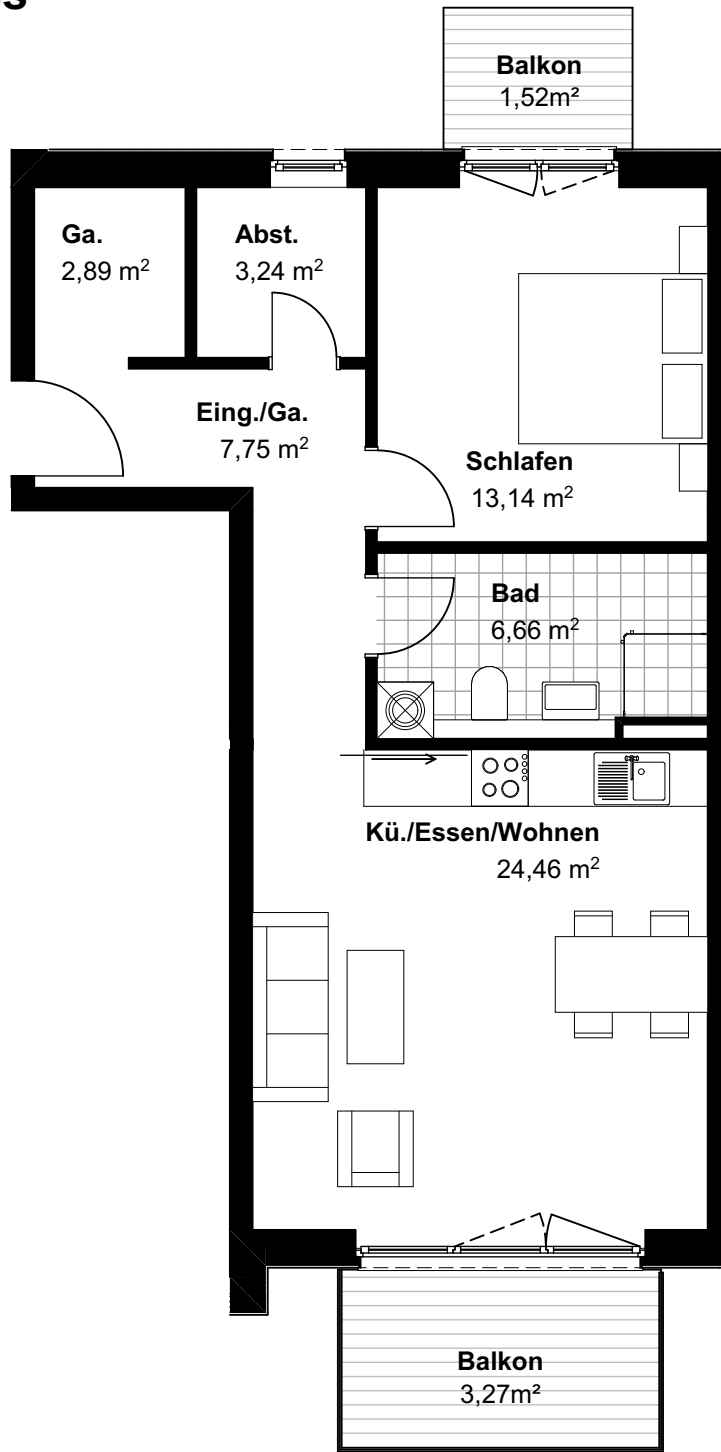 Balkon
1,52m²
Ga.
2,89 m²
Abst.
3,24 m²
Eing./Ga.
7,75 m²
Schlafen
13,14 m²
Bad
6,66 m²
Kü./Essen/Wohnen
24,46 m²
Balkon
3,27m²